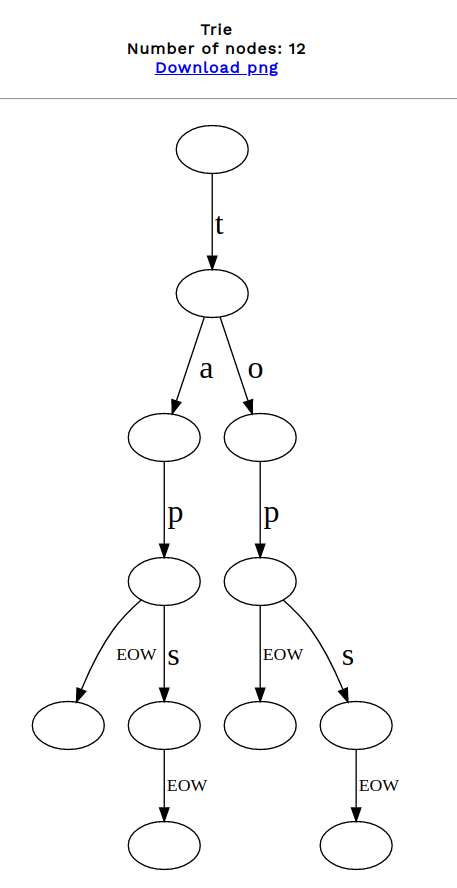 Trie
Number of nodes: 12
Download png
t
a o
p p
EOW s EOW s
EOW EOW